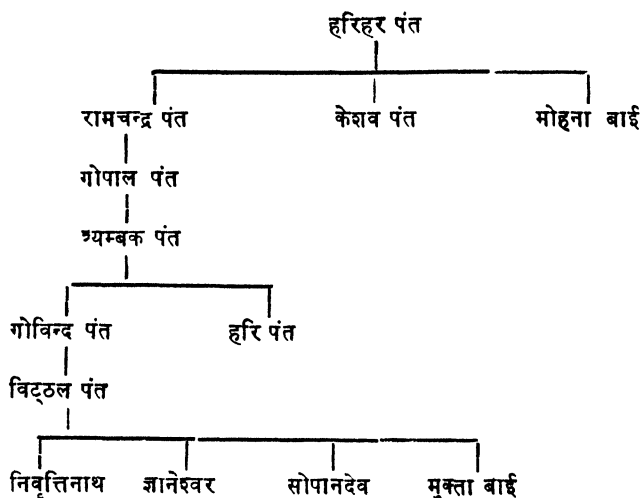 हरिहर पंत
रामचन्द्र पंत केशव पंत मोहना बाई
गोपाल पंत
त्र्यम्बक पंत
गोविन्द पंत हरि पंत
विट्ठल पंत
निवृत्तिनाथ ज्ञानेश्वर सोपानदेव मुक्ता बाई